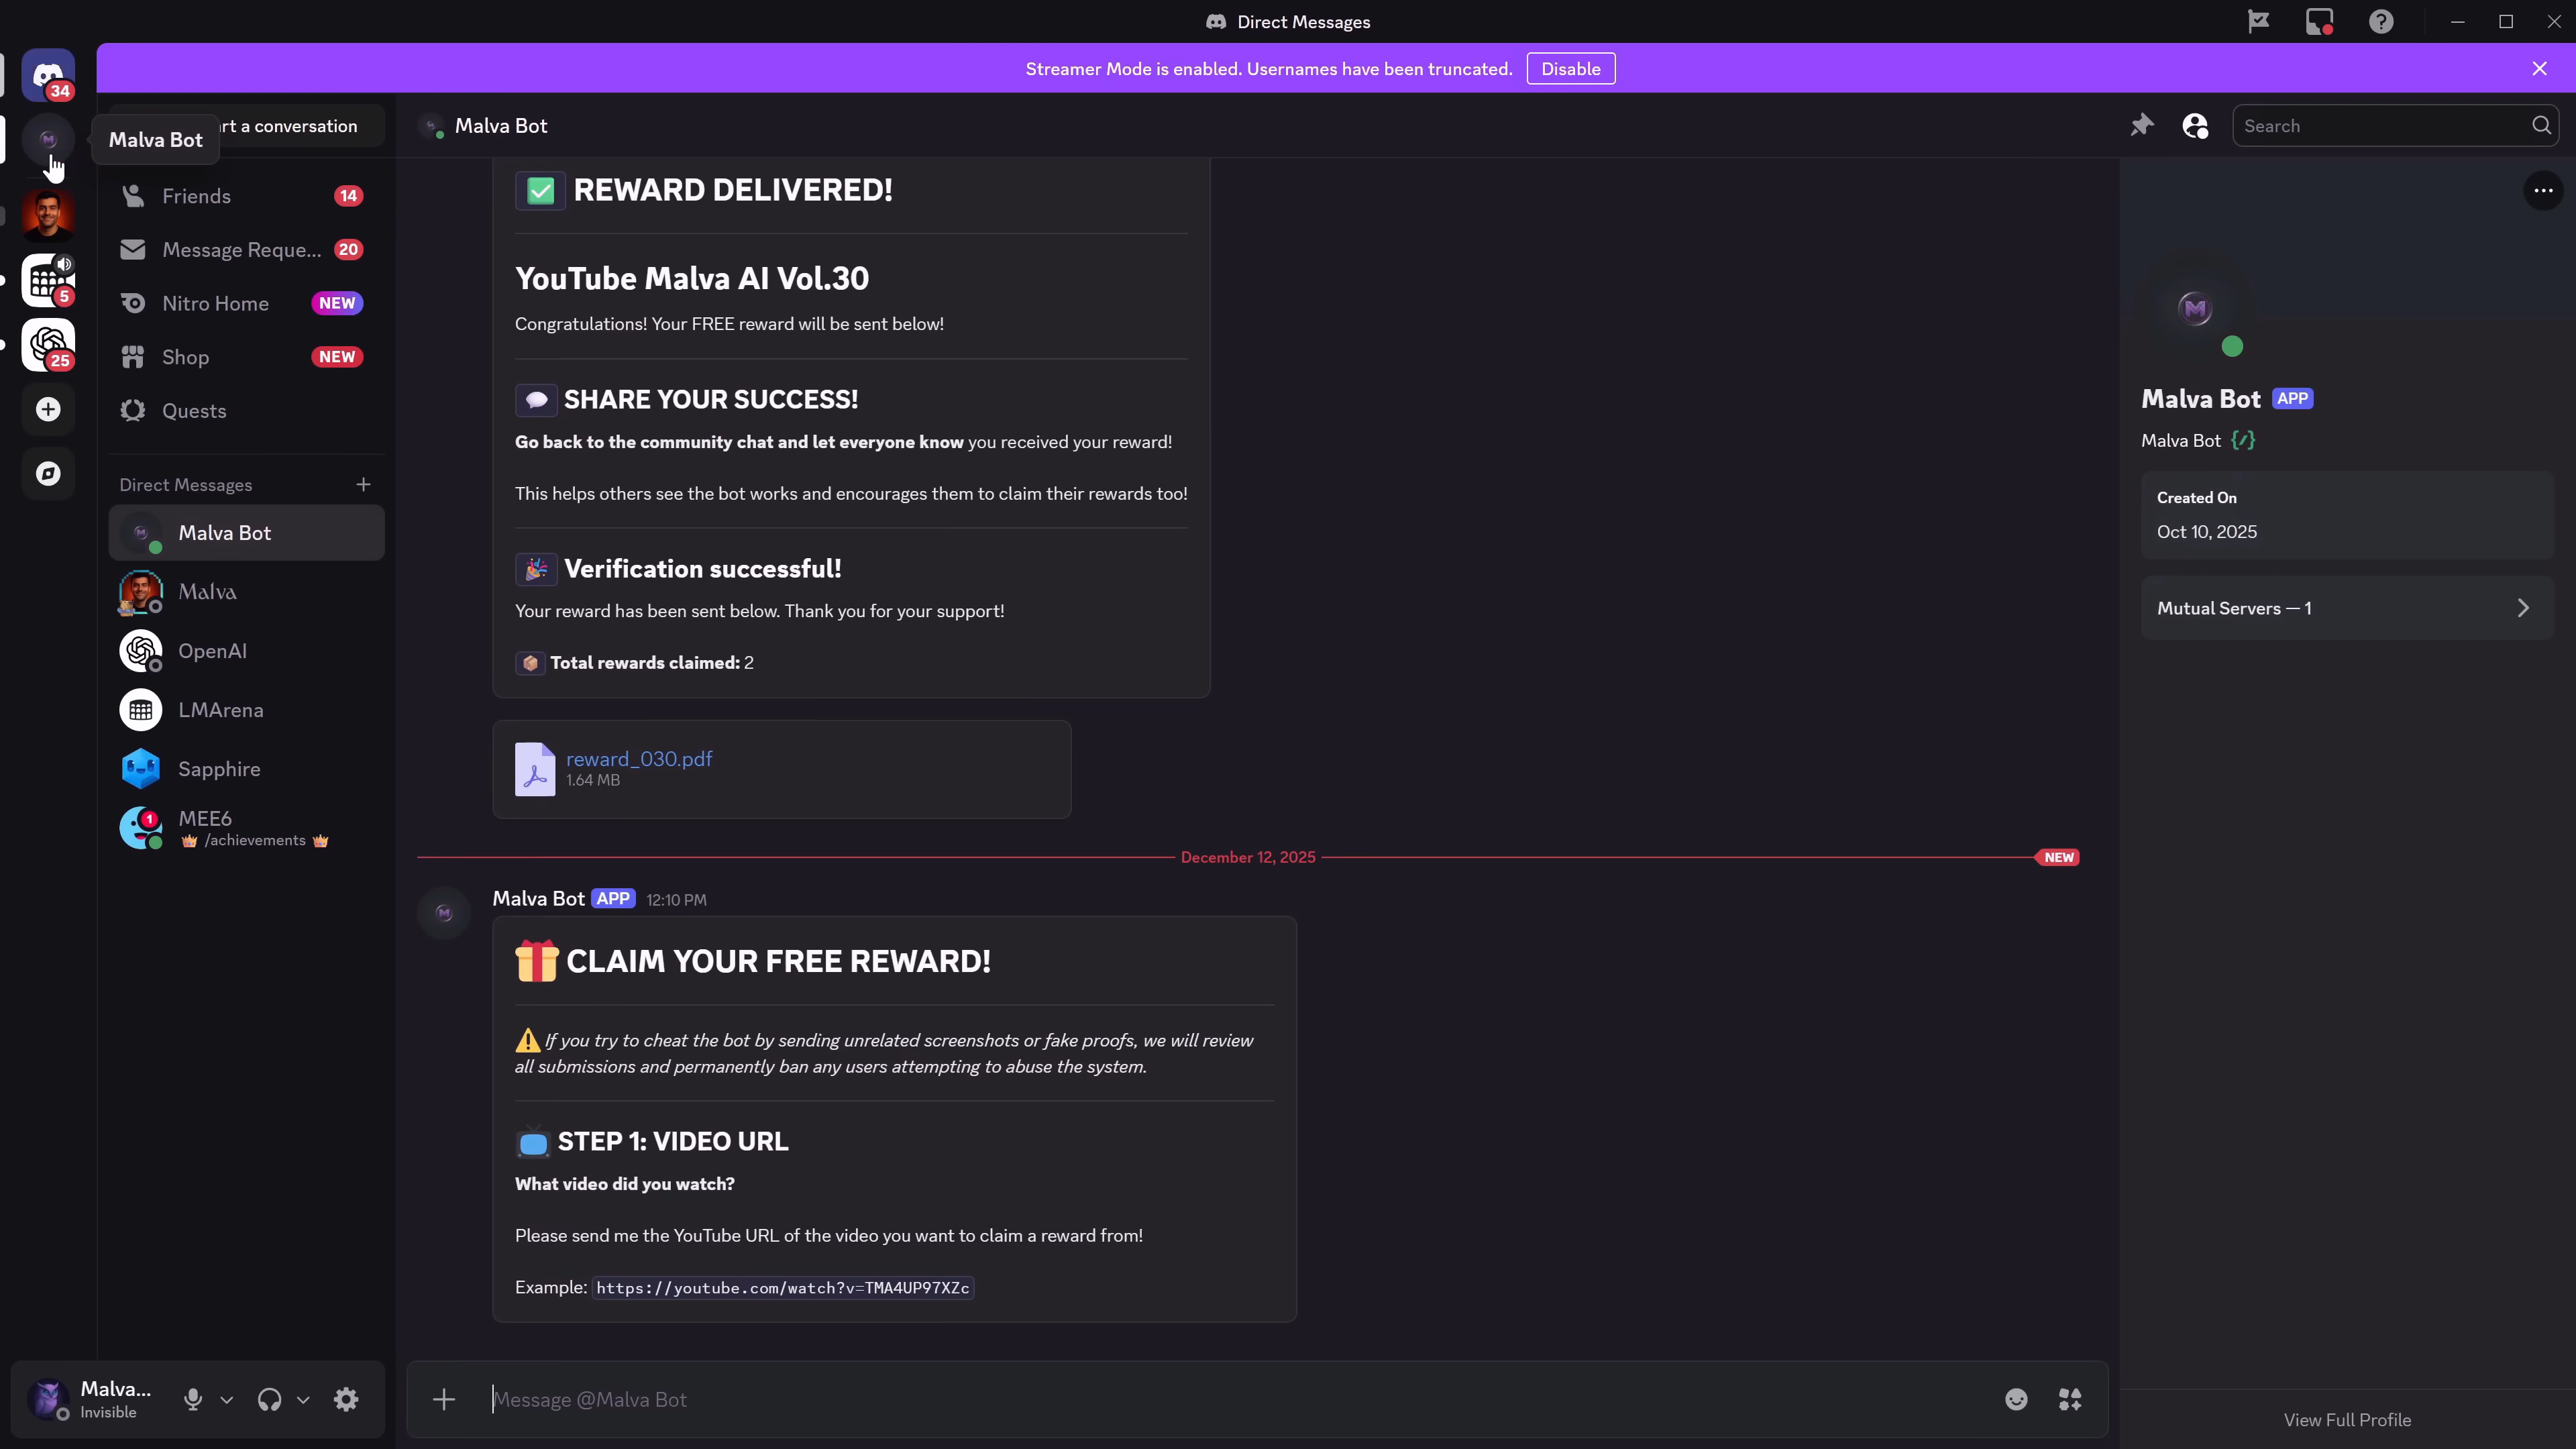 Direct Messages
Streamer Mode is enabled. Usernames have been truncated. Disable
34
Malva Bot
rt a conversation
Friends 14
Message Reque... 20
Nitro Home NEW
Shop NEW
Quests
5
25
Direct Messages
Malva Bot
Malva
OpenAI
LMArena
Sapphire
1
MEE6
/achievements
Malva...
Invisible
Malva Bot
Search
REWARD DELIVERED!
YouTube Malva AI Vol.30
Congratulations! Your FREE reward will be sent below!
SHARE YOUR SUCCESS!
Go back to the community chat and let everyone know you received your reward!
This helps others see the bot works and encourages them to claim their rewards too!
Verification successful!
Your reward has been sent below. Thank you for your support!
Total rewards claimed: 2
reward_030.pdf
1.64 MB
December 12, 2025 NEW
Malva Bot APP 12:10 PM
CLAIM YOUR FREE REWARD!
If you try to cheat the bot by sending unrelated screenshots or fake proofs, we will review
all submissions and permanently ban any users attempting to abuse the system.
STEP 1: VIDEO URL
What video did you watch?
Please send me the YouTube URL of the video you want to claim a reward from!
Example: https://youtube.com/watch?v=TMA4UP97XZc
Message @Malva Bot
M
Malva Bot APP
Malva Bot {/}
Created On
Oct 10, 2025
Mutual Servers — 1
View Full Profile